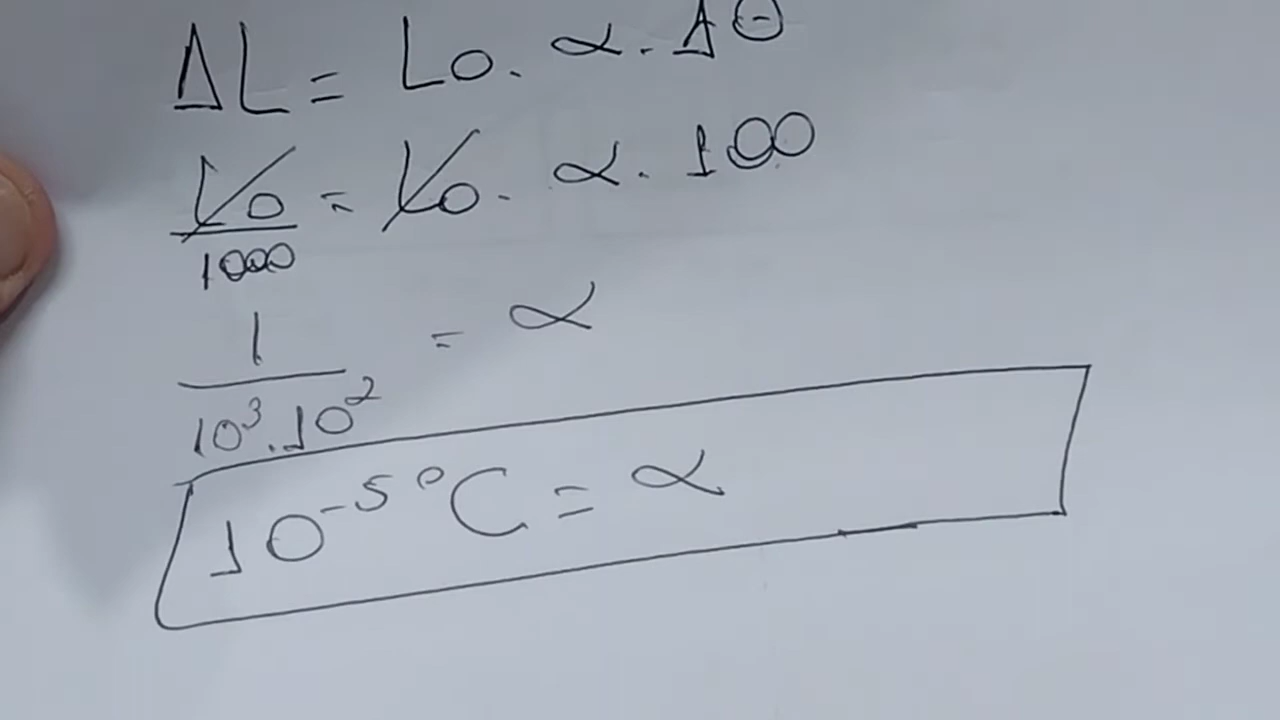 ΔL = Lo. α. Δθ
Lo/1000 = Lo. α. 100
1/10³.10² = α
10⁻⁵ °C = α